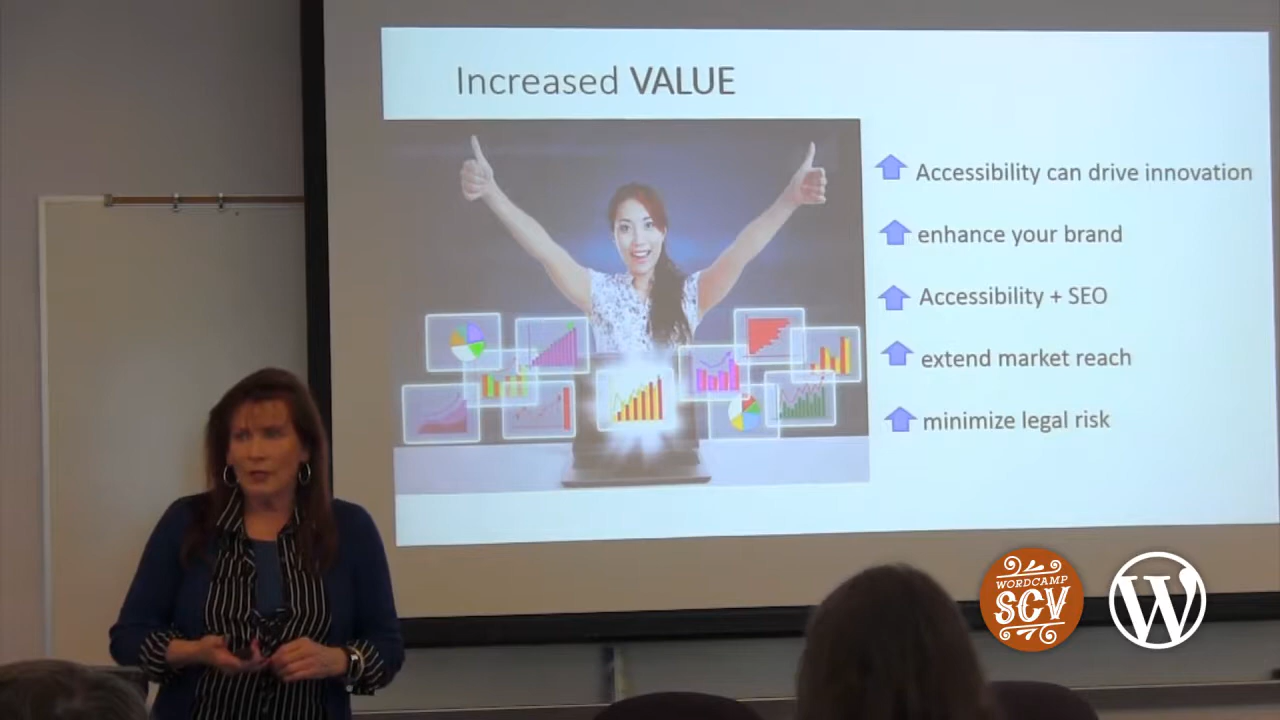 Increased VALUE
Accessibility can drive innovation
enhance your brand
Accessibility + SEO
extend market reach
minimize legal risk
WORDCAMP
SCV
W